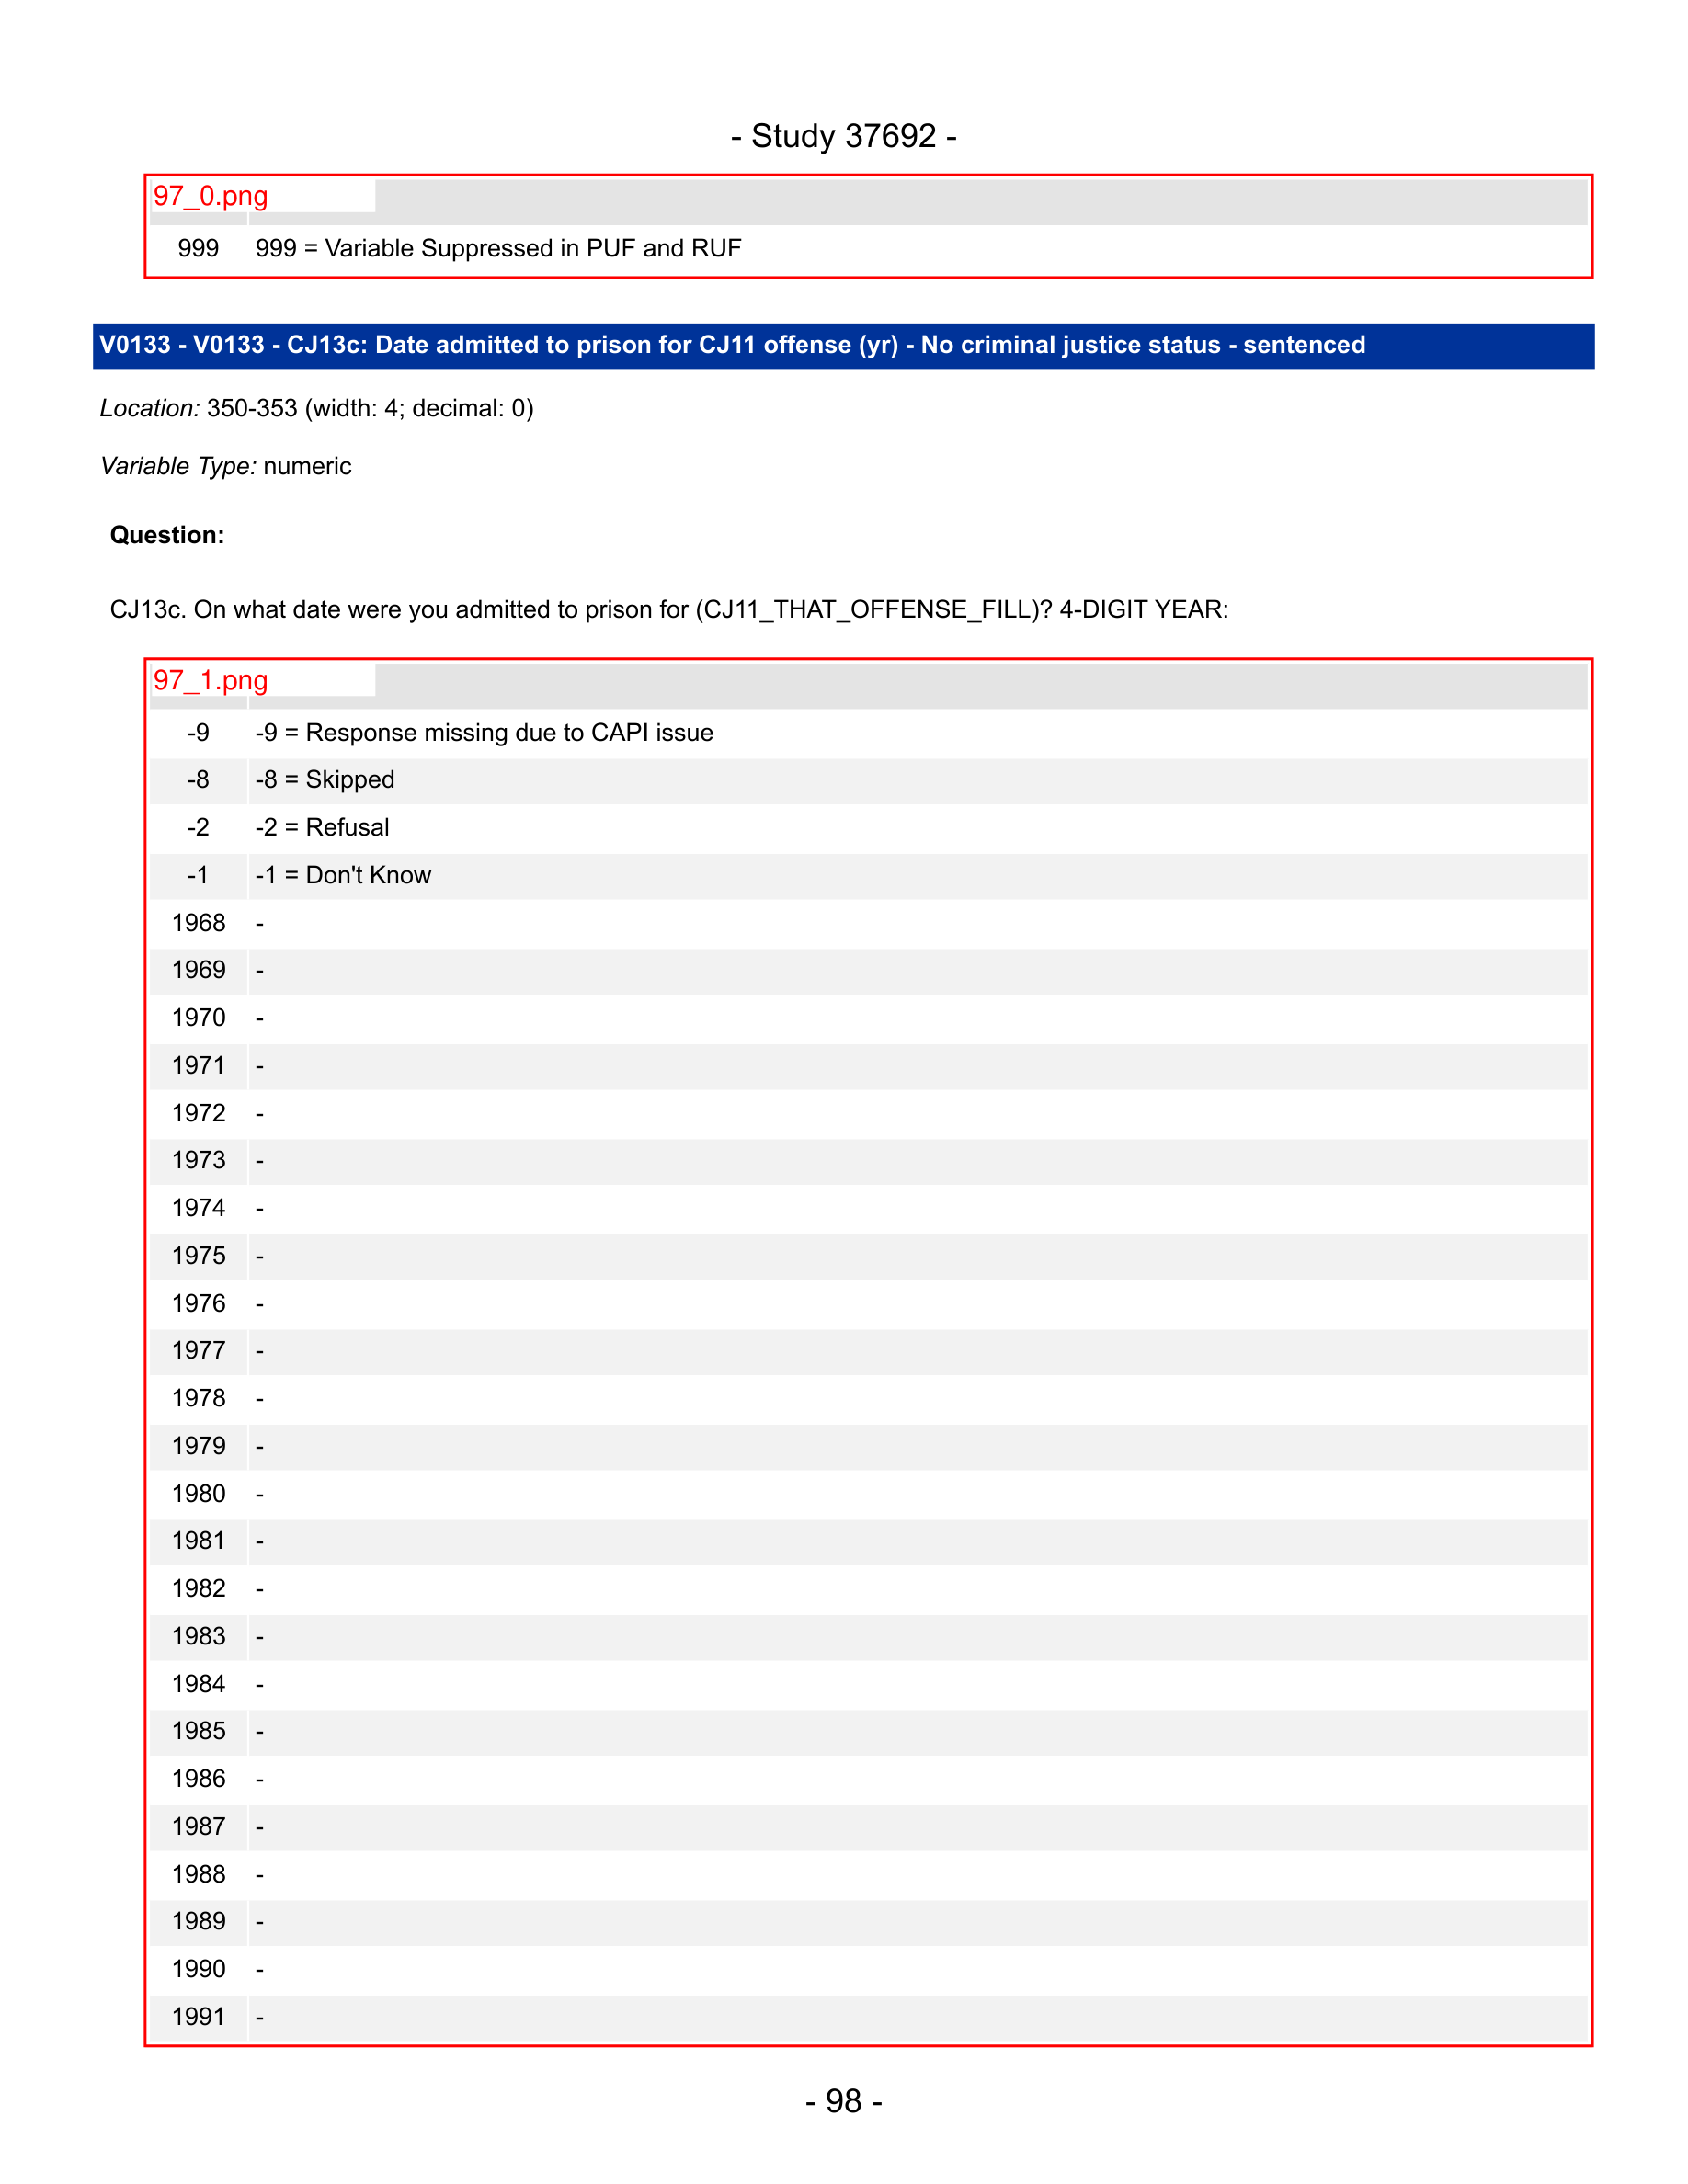 - Study 37692 -
97_0.png
999 999 = Variable Suppressed in PUF and RUF
V0133 - V0133 - CJ13c: Date admitted to prison for CJ11 offense (yr) - No criminal justice status - sentenced
Location: 350-353 (width: 4; decimal: 0)
Variable Type: numeric
Question:
CJ13c. On what date were you admitted to prison for (CJ11_THAT_OFFENSE_FILL)? 4-DIGIT YEAR:
97_1.png
-9 -9 = Response missing due to CAPI issue
-8 -8 = Skipped
-2 -2 = Refusal
-1 -1 = Don't Know
1968 -
1969 -
1970 -
1971 -
1972 -
1973 -
1974 -
1975 -
1976 -
1977 -
1978 -
1979 -
1980 -
1981 -
1982 -
1983 -
1984 -
1985 -
1986 -
1987 -
1988 -
1989 -
1990 -
1991 -
- 98 -